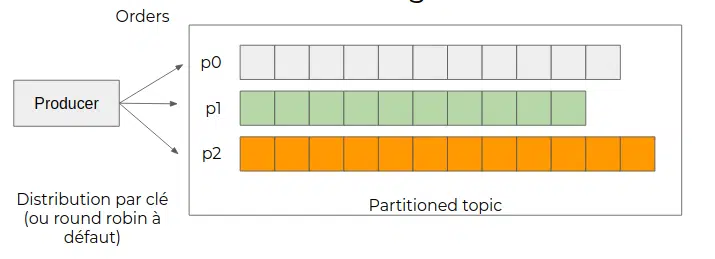 Orders
p0
Producer
p1
p2
Distribution par clé
(ou round robin à
défaut)
Partitioned topic